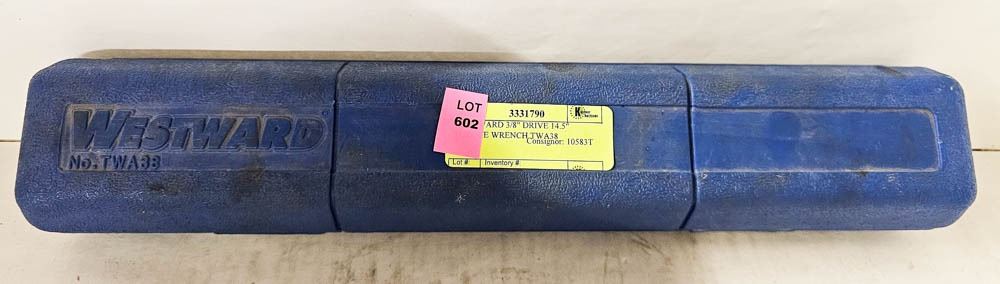 WESTWARD
No. TWA38
LOT
602
3331790
ARD 3/8" DRIVE 14.5"
E WRENCH,TWA38
Consignor: 10583T
Lot # Inventory #: